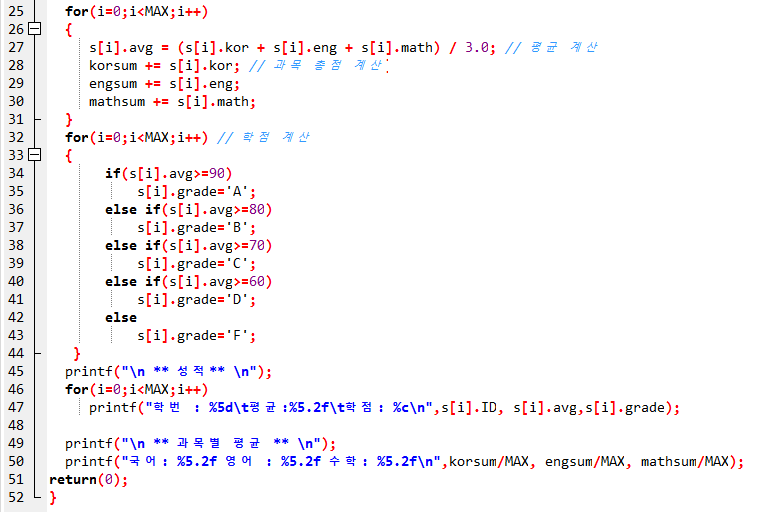 25 for(i=0;i<MAX;i++)
26 {
27 s[i].avg = (s[i].kor + s[i].eng + s[i].math) / 3.0; // 평균 계산
28 korsum += s[i].kor; // 과목 총점 계산
29 engsum += s[i].eng;
30 mathsum += s[i].math;
31 }
32 for(i=0;i<MAX;i++) // 학점 계산
33 {
34 if(s[i].avg>=90)
35 s[i].grade='A';
36 else if(s[i].avg>=80)
37 s[i].grade='B';
38 else if(s[i].avg>=70)
39 s[i].grade='C';
40 else if(s[i].avg>=60)
41 s[i].grade='D';
42 else
43 s[i].grade='F';
44 }
45 printf("\n ** 성적 ** \n");
46 for(i=0;i<MAX;i++)
47 printf("학번 : %5d\t평균:%5.2f\t학점: %c\n",s[i].ID, s[i].avg,s[i].grade);
48
49 printf("\n ** 과목별 평균 ** \n");
50 printf("국어: %5.2f 영어 : %5.2f 수학: %5.2f\n",korsum/MAX, engsum/MAX, mathsum/MAX);
51 return(0);
52 }